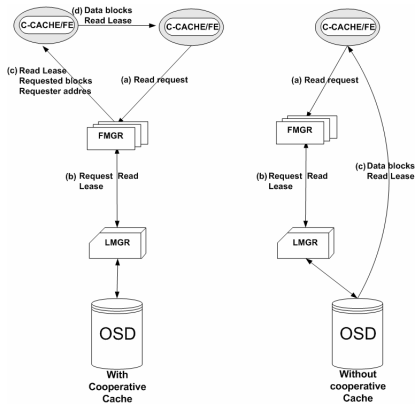 (d) Data blocks
Read Lease
C-CACHE/FE
C-CACHE/FE
(c) Read Lease
Requested blocks
Requester addres
(a) Read request
FMGR
(b) Request Read
Lease
LMGR
OSD
With
Cooperative
Cache
C-CACHE/FE
(a) Read request
FMGR
(b) Request Read
Lease
(c) Data blocks
Read Lease
LMGR
OSD
Without
cooperative
Cache